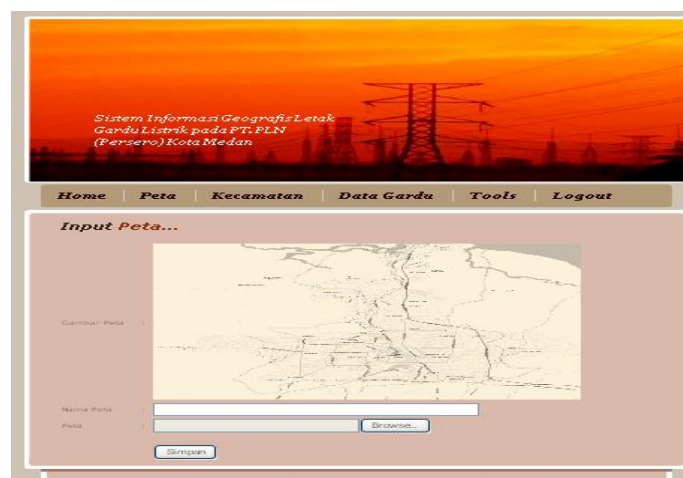 Sistem Informasi Geografis Letak
Gardu Listrik pada PT. PLN
(Persero) Kota Medan
Home | Peta | Kecamatan | Data Gardu | Tools | Logout
Input Peta...
Gambar Peta :
Nama Peta :
Peta : Browse...
Simpan